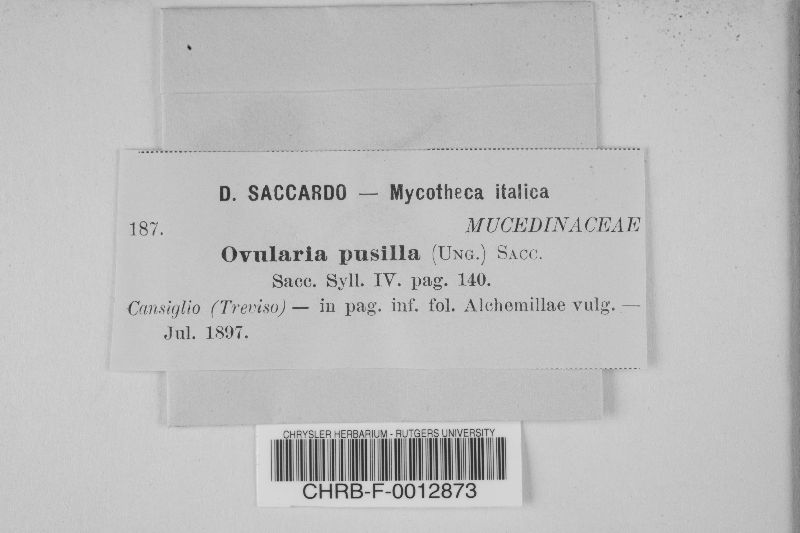 D. SACCARDO — Mycotheca italica
187. MUCEDINACEAE
Ovularia pusilla (Ung.) Sacc.
Sacc. Syll. IV. pag. 140.
Cansiglio (Treviso) — in pag. inf. fol. Alchemillae vulg. —
Jul. 1897.
CHRYSLER HERBARIUM - RUTGERS UNIVERSITY
CHRB-F-0012873